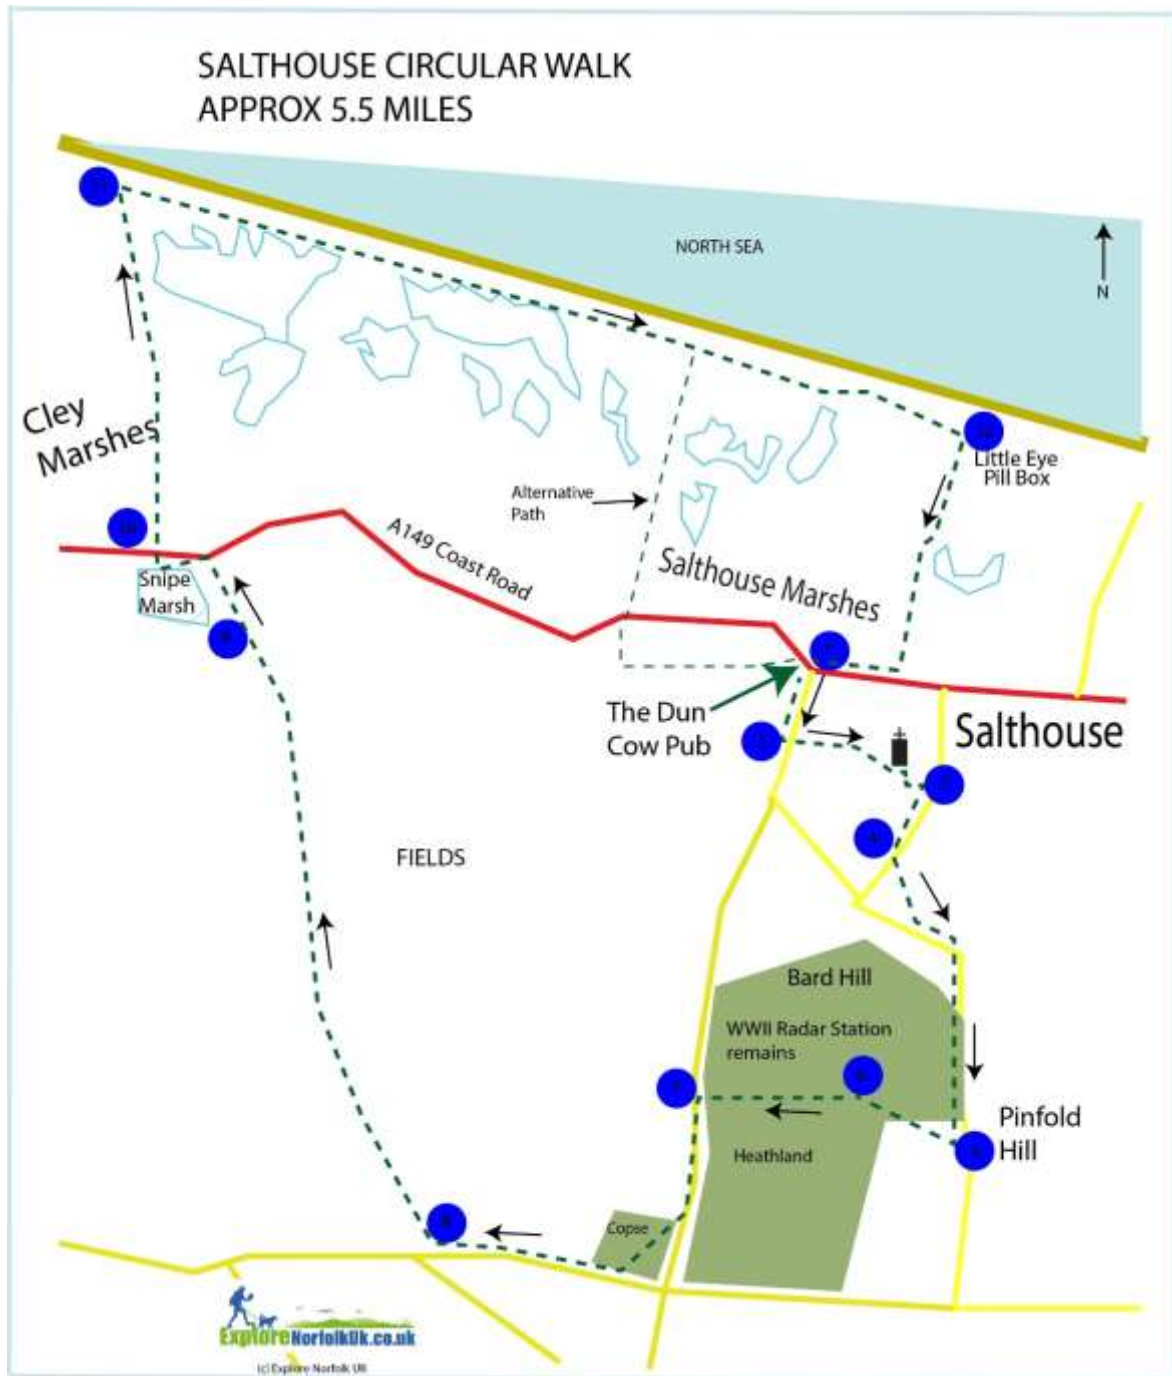 SALTHOUSE CIRCULAR WALK
APPROX 5.5 MILES
NORTH SEA
N
Cley
Marshes
Little Eye
Pill Box
Alternative
Path
A149 Coast Road
Salthouse Marshes
Snipe
Marsh
The Dun
Cow Pub
Salthouse
FIELDS
Bard Hill
WWII Radar Station
remains
Heathland
Pinfold
Hill
Copse
ExploreNorfolkUk.co.uk
(c) Explore Norfolk UK